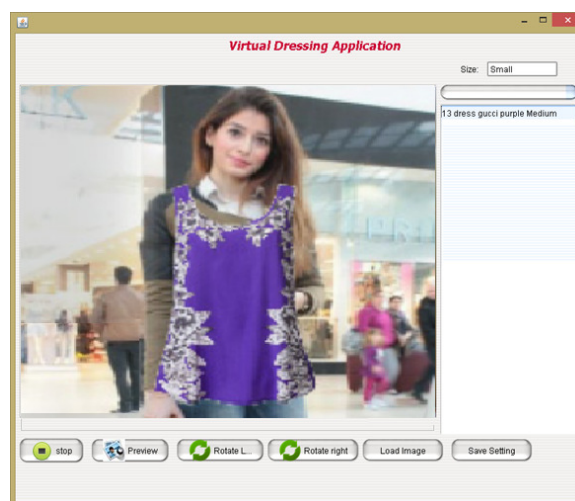 Virtual Dressing Application
Size: Small
13 dress gucci purple Medium
stop
Preview
Rotate L...
Rotate right
Load Image
Save Setting